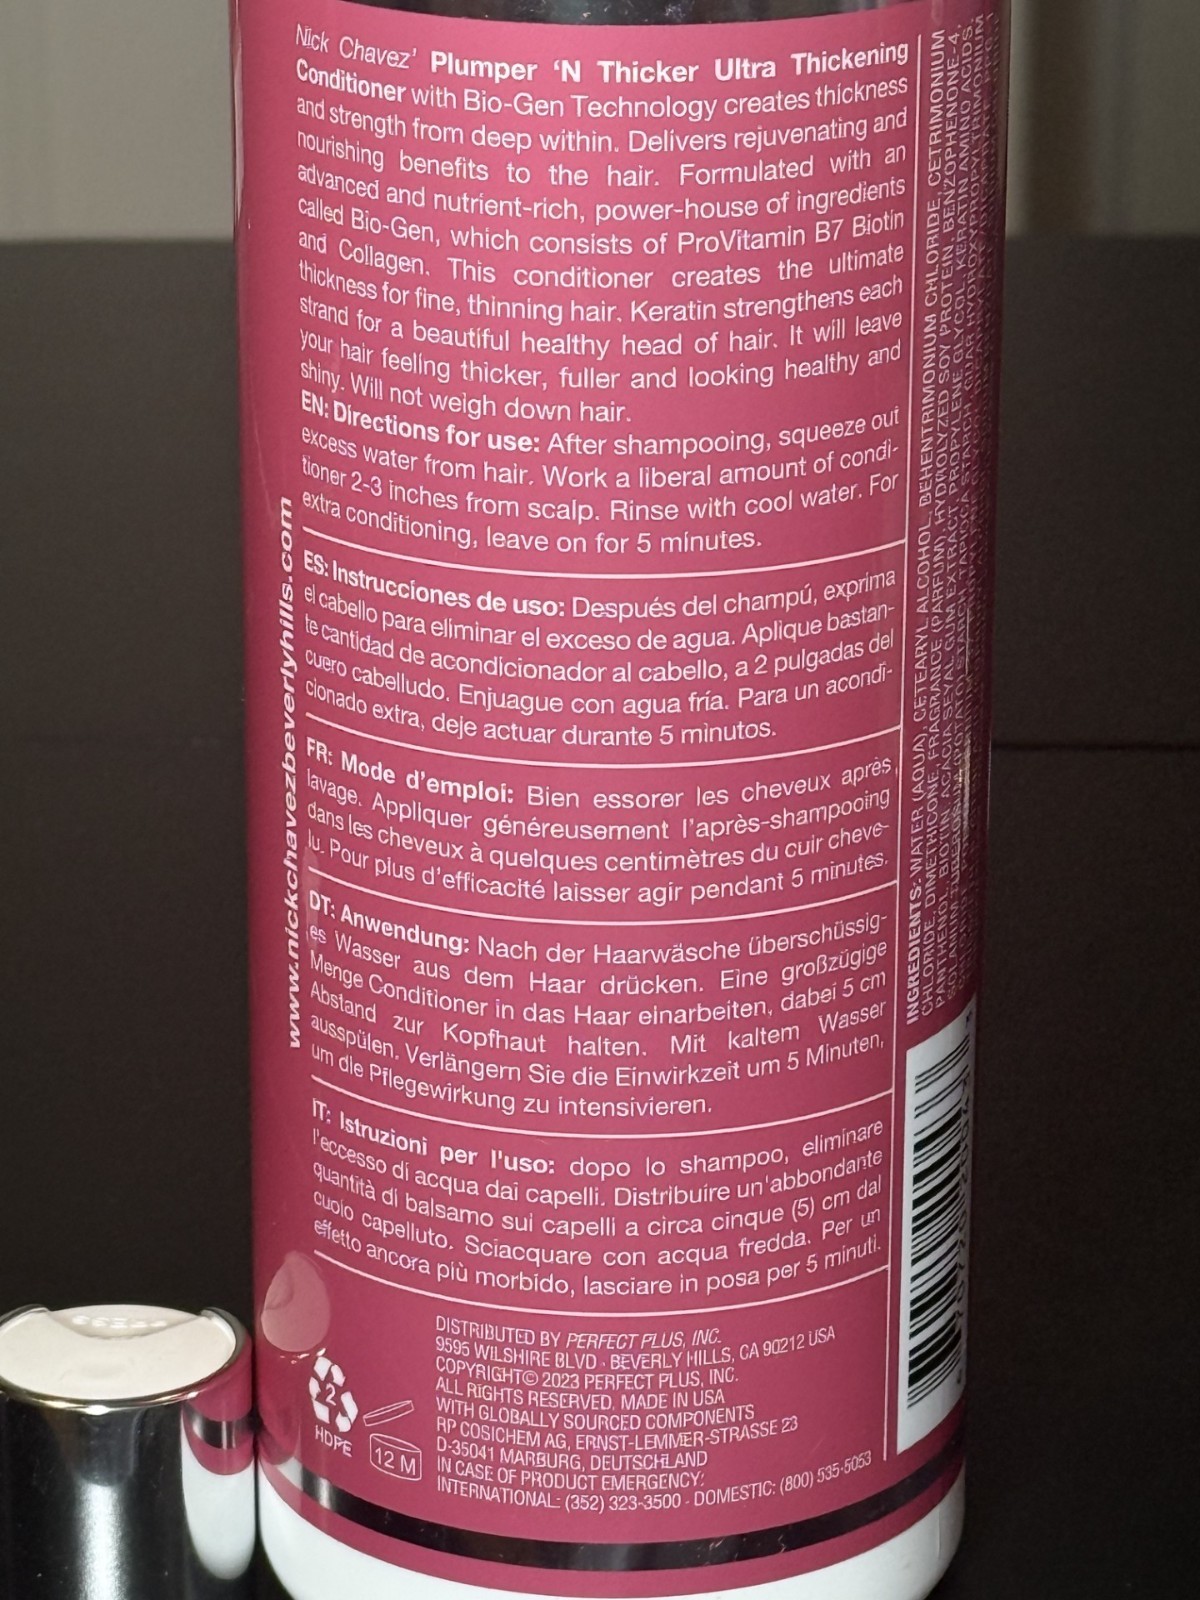 Nick Chavez' Plumper 'N Thicker Ultra Thickening
Conditioner with Bio-Gen Technology creates thickness
and strength from deep within. Delivers rejuvenating and
nourishing benefits to the hair. Formulated with an
advanced and nutrient-rich, power-house of ingredients
called Bio-Gen, which consists of ProVitamin B7 Biotin
and Collagen. This conditioner creates the ultimate
thickness for fine, thinning hair. Keratin strengthens each
strand for a beautiful healthy head of hair. It will leave
your hair feeling thicker, fuller and looking healthy and
shiny. Will not weigh down hair.
EN: Directions for use: After shampooing, squeeze out
excess water from hair. Work a liberal amount of condi-
tioner 2-3 inches from scalp. Rinse with cool water. For
extra conditioning, leave on for 5 minutes.
ES: Instrucciones de uso: Después del champú, exprima
el cabello para eliminar el exceso de agua. Aplique bastan-
te cantidad de acondicionador al cabello, a 2 pulgadas del
cuero cabelludo. Enjuague con agua fría. Para un acondi-
cionado extra, deje actuar durante 5 minutos.
FR: Mode d'emploi: Bien essorer les cheveux après
lavage. Appliquer généreusement l'après-shampooing
dans les cheveux à quelques centimètres du cuir cheve-
lu. Pour plus d'efficacité laisser agir pendant 5 minutes.
DT: Anwendung: Nach der Haarwäsche überschüssig-
es Wasser aus dem Haar drücken. Eine großzügige
Menge Conditioner in das Haar einarbeiten, dabei 5 cm
Abstand zur Kopfhaut halten. Mit kaltem Wasser
ausspülen. Verlängern Sie die Einwirkzeit um 5 Minuten,
um die Pflegewirkung zu intensivieren.
IT: Istruzioni per l'uso: dopo lo shampoo, eliminare
l'eccesso di acqua dai capelli. Distribuire un'abbondante
quantità di balsamo sui capelli a circa cinque (5) cm dal
cuoio capelluto. Sciacquare con acqua fredda. Per un
effetto ancora più morbido, lasciare in posa per 5 minuti.
www.nickchavezbeverlyhills.com
2
HDPE
12 M
DISTRIBUTED BY PERFECT PLUS, INC.
9595 WILSHIRE BLVD · BEVERLY HILLS, CA 90212 USA
COPYRIGHT© 2023 PERFECT PLUS, INC.
ALL RIGHTS RESERVED. MADE IN USA
WITH GLOBALLY SOURCED COMPONENTS
RP COSICHEM AG, ERNST-LEMMER-STRASSE 23
D-35041 MARBURG, DEUTSCHLAND
IN CASE OF PRODUCT EMERGENCY:
INTERNATIONAL: (352) 323-3500 · DOMESTIC: (800) 535-5053
INGREDIENTS: WATER (AQUA), CETEARYL ALCOHOL, BEHENTRIMONIUM CHLORIDE, CETRIMONIUM
CHLORIDE, DIMETHICONE, FRAGRANCE (PARFUM), HYDROLYZED SOY PROTEIN, BENZOPHENONE-4,
PANTHENOL, BIOTIN, ACACIA SEYAL GUM EXTRACT, PROPYLENE GLYCOL, KERATIN AMINO ACIDS,